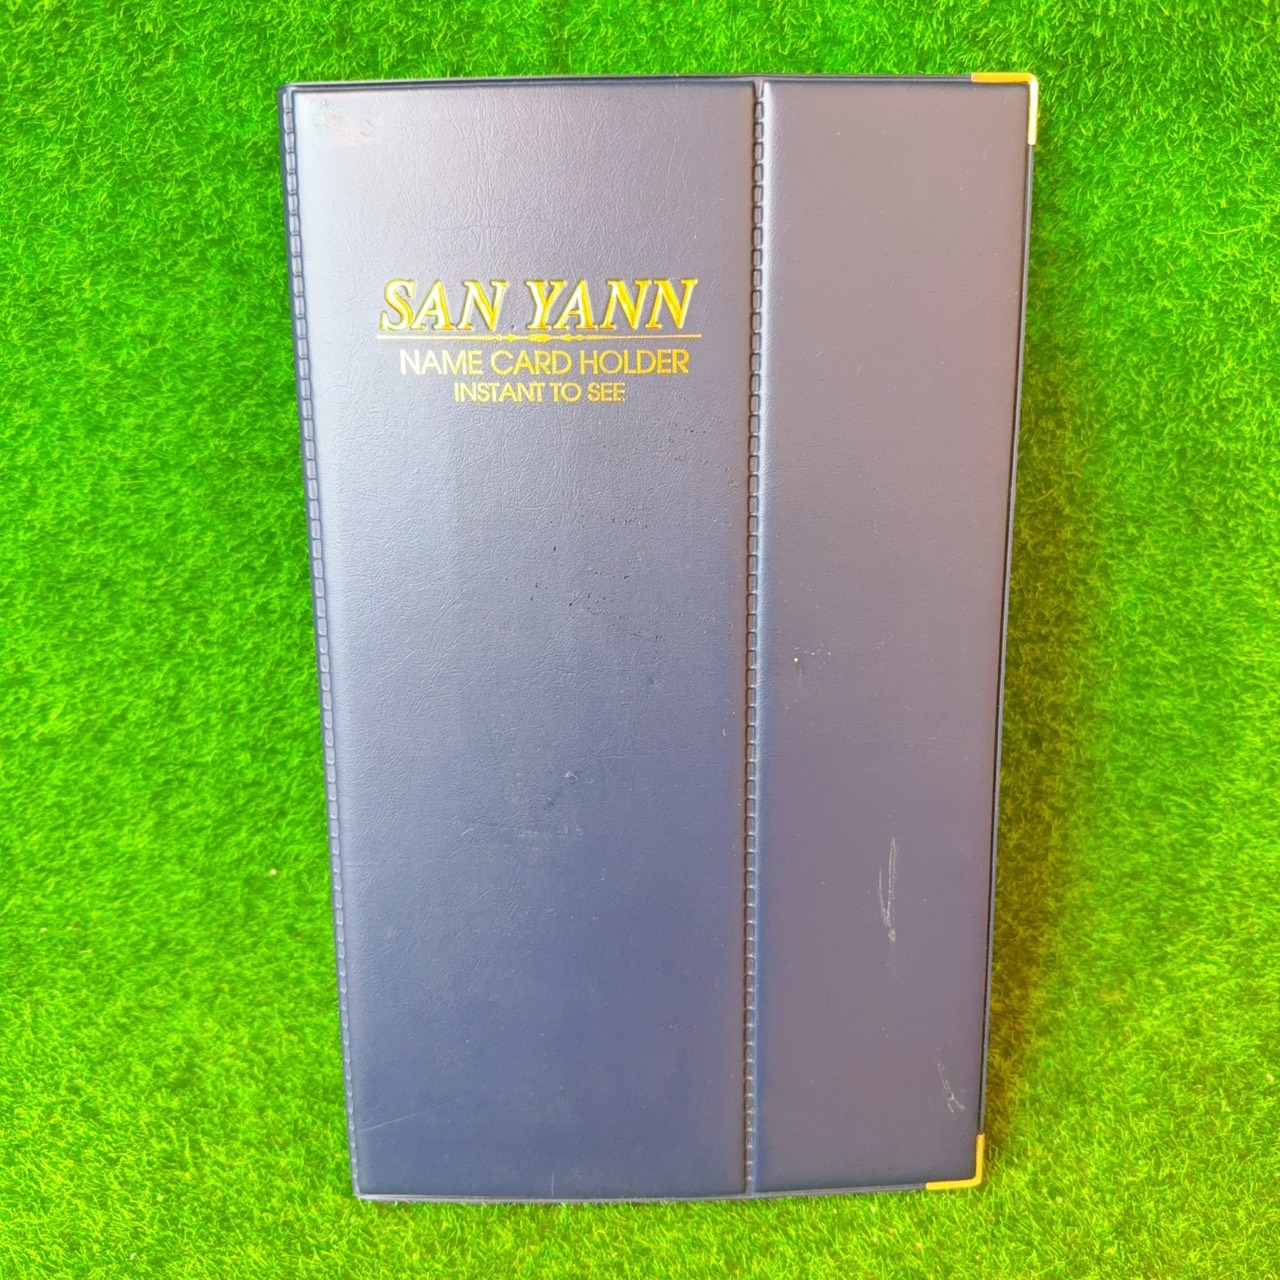 SAN YANN
NAME CARD HOLDER
INSTANT TO SEE